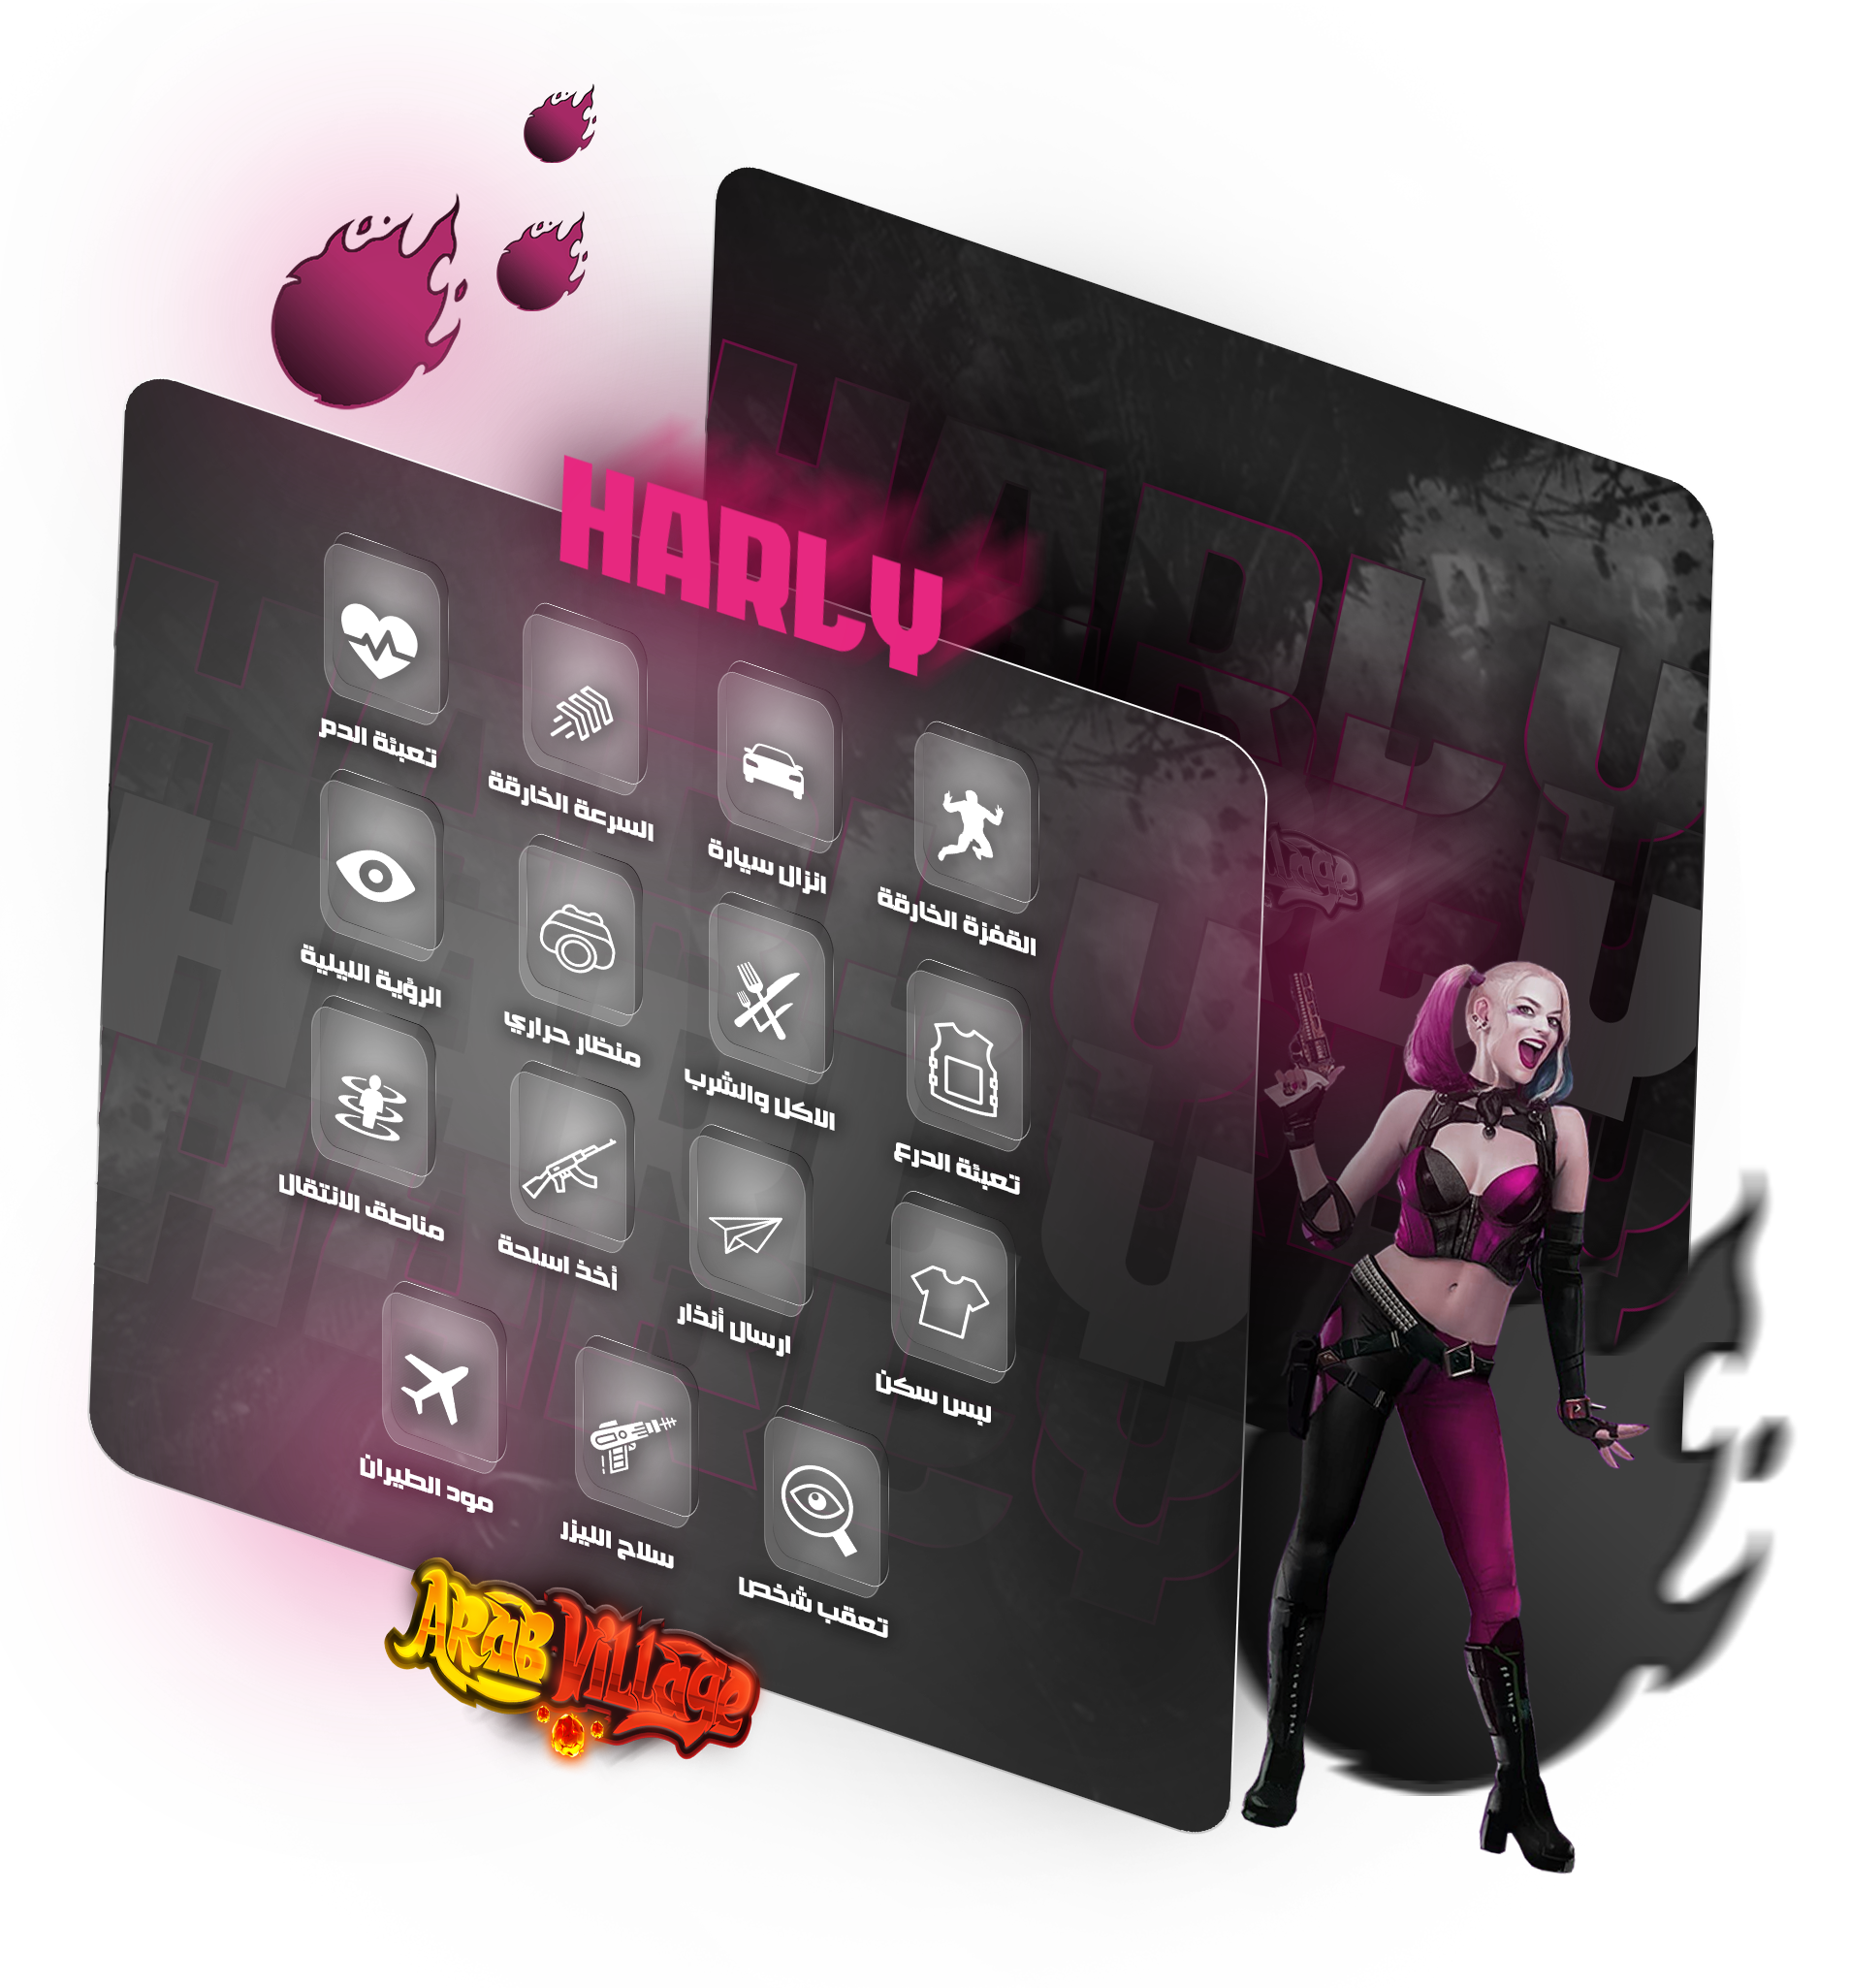 HARLY
القفزة الخارقة
انزال سيارة
السرعة الخارقة
تعبئة الدم
تعبئة الدرع
الاكل والشرب
منظار حراري
الرؤية الليلية
لبس سكن
ارسال أنذار
أخذ اسلحة
مناطق الانتقال
تعقب شخص
سلاح الليزر
مود الطيران
ARAB Village